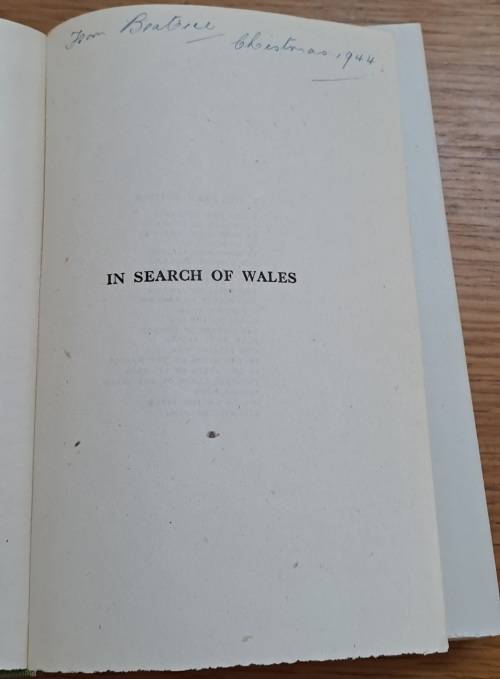 From Beatrice
Christmas 1944.
IN SEARCH OF WALES